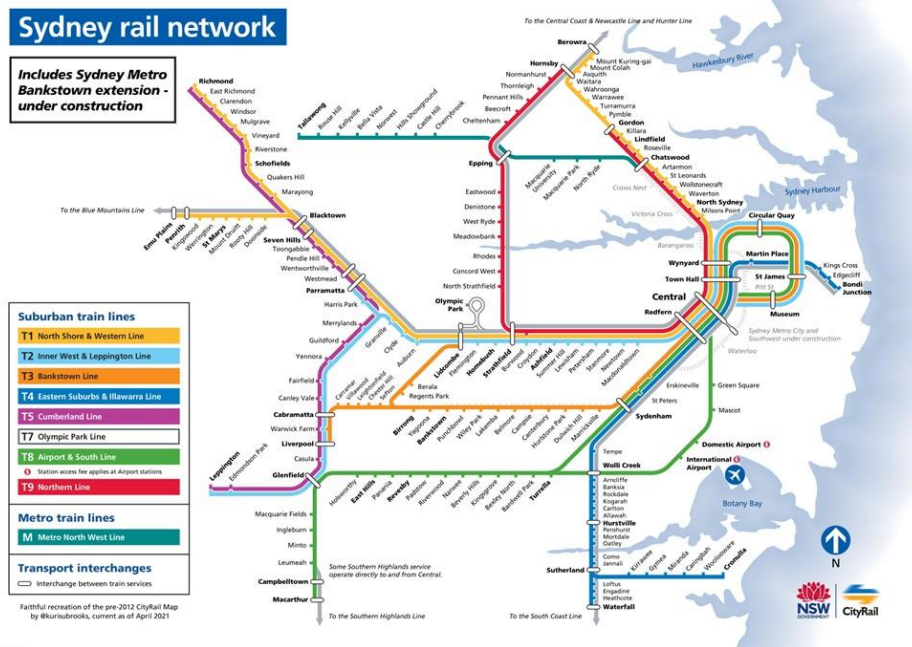 Sydney rail network
Includes Sydney Metro
Bankstown extension -
under construction
To the Central Coast & Newcastle Line and Hunter Line
Berowra
Mount Kuring-gai
Mount Colah
Asquith
Hornsby
Waitara
Wahroonga
Warrawee
Turramurra
Pymble
Gordon
Killara
Lindfield
Roseville
Chatswood
Artarmon
St Leonards
Wollstonecraft
Waverton
North Sydney
Milsons Point
Hawkesbury River
Sydney Harbour
Normanhurst
Thornleigh
Pennant Hills
Beecroft
Cheltenham
Epping
Eastwood
Denistone
West Ryde
Meadowbank
Rhodes
Concord West
North Strathfield
Macquarie
University
Macquarie Park
North Ryde
Crows Nest
Victoria Cross
Barangaroo
Tallawong
Rouse Hill
Kellyville
Bella Vista
Norwest
Hills Showground
Castle Hill
Cherrybrook
Richmond
East Richmond
Clarendon
Windsor
Mulgrave
Vineyard
Riverstone
Schofields
Quakers Hill
Marayong
To the Blue Mountains Line
Emu Plains
Penrith
Kingswood
Werrington
St Marys
Mount Druitt
Rooty Hill
Doonside
Blacktown
Seven Hills
Toongabbie
Pendle Hill
Wentworthville
Westmead
Parramatta
Harris Park
Merrylands
Guildford
Yennora
Fairfield
Canley Vale
Cabramatta
Warwick Farm
Liverpool
Casula
Glenfield
Leppington
Edmondson Park
Granville
Clyde
Auburn
Olympic
Park
Lidcombe
Flemington
Homebush
Strathfield
Burwood
Croydon
Ashfield
Summer Hill
Lewisham
Petersham
Stanmore
Newtown
Macdonaldtown
Carramar
Villawood
Leightonfield
Chester Hill
Sefton
Berala
Regents Park
Birrong
Yagoona
Bankstown
Punchbowl
Wiley Park
Lakemba
Belmore
Campsie
Canterbury
Hurlstone Park
Dulwich Hill
Marrickville
Sydenham
Circular Quay
Martin Place
Wynyard
Town Hall
St James
Pitt St
Museum
Central
Redfern
Kings Cross
Edgecliff
Bondi
Junction
Sydney Metro City and
Southwest under construction
Waterloo
Erskineville
St Peters
Green Square
Mascot
Domestic Airport $
International $
Airport
Botany Bay
Tempe
Wolli Creek
Arncliffe
Banksia
Rockdale
Kogarah
Carlton
Allawah
Hurstville
Penshurst
Mortdale
Oatley
Como
Jannali
Sutherland
Loftus
Engadine
Heathcote
Waterfall
Kirrawee
Gymea
Miranda
Caringbah
Woolooware
Cronulla
To the South Coast Line
Holsworthy
East Hills
Panania
Revesby
Padstow
Riverwood
Narwee
Beverly Hills
Kingsgrove
Bexley North
Bardwell Park
Turrella
Macquarie Fields
Ingleburn
Minto
Leumeah
Campbelltown
Macarthur
Some Southern Highlands service
operate directly to and from Central.
To the Southern Highlands Line
Suburban train lines
T1 North Shore & Western Line
T2 Inner West & Leppington Line
T3 Bankstown Line
T4 Eastern Suburbs & Illawarra Line
T5 Cumberland Line
T7 Olympic Park Line
T8 Airport & South Line
$ Station access fee applies at Airport stations
T9 Northern Line
Metro train lines
M Metro North West Line
Transport interchanges
Interchange between train services
Faithful recreation of the pre-2012 CityRail Map
by @kurisubrooks, current as of April 2021
N
NSW
GOVERNMENT
CityRail